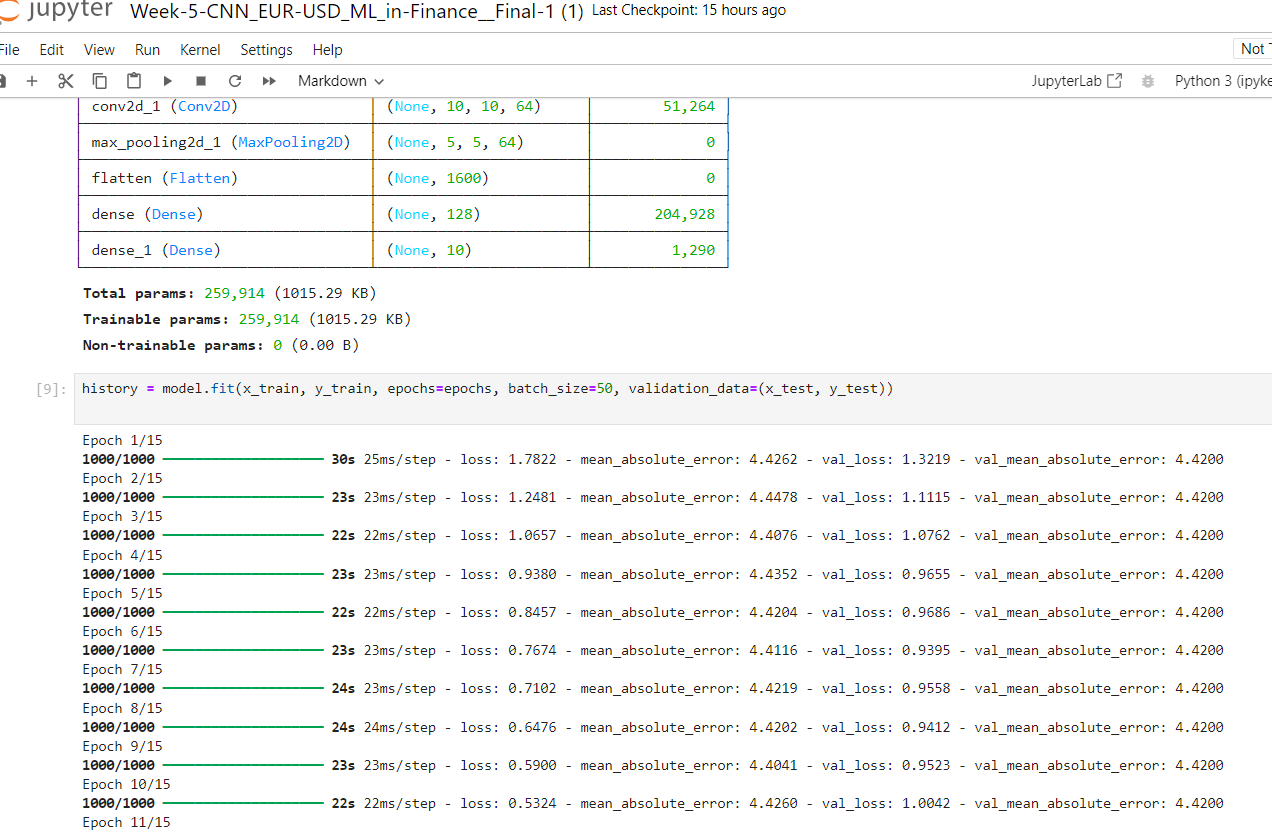 jupyter Week-5-CNN_EUR-USD_ML_in-Finance__Final-1 (1) Last Checkpoint: 15 hours ago
File Edit View Run Kernel Settings Help Not T
Markdown JupyterLab Python 3 (ipyke
conv2d_1 (Conv2D) (None, 10, 10, 64) 51,264
max_pooling2d_1 (MaxPooling2D) (None, 5, 5, 64) 0
flatten (Flatten) (None, 1600) 0
dense (Dense) (None, 128) 204,928
dense_1 (Dense) (None, 10) 1,290
Total params: 259,914 (1015.29 KB)
Trainable params: 259,914 (1015.29 KB)
Non-trainable params: 0 (0.00 B)
[9]: history = model.fit(x_train, y_train, epochs=epochs, batch_size=50, validation_data=(x_test, y_test))
Epoch 1/15
1000/1000 30s 25ms/step - loss: 1.7822 - mean_absolute_error: 4.4262 - val_loss: 1.3219 - val_mean_absolute_error: 4.4200
Epoch 2/15
1000/1000 23s 23ms/step - loss: 1.2481 - mean_absolute_error: 4.4478 - val_loss: 1.1115 - val_mean_absolute_error: 4.4200
Epoch 3/15
1000/1000 22s 22ms/step - loss: 1.0657 - mean_absolute_error: 4.4076 - val_loss: 1.0762 - val_mean_absolute_error: 4.4200
Epoch 4/15
1000/1000 23s 23ms/step - loss: 0.9380 - mean_absolute_error: 4.4352 - val_loss: 0.9655 - val_mean_absolute_error: 4.4200
Epoch 5/15
1000/1000 22s 22ms/step - loss: 0.8457 - mean_absolute_error: 4.4204 - val_loss: 0.9686 - val_mean_absolute_error: 4.4200
Epoch 6/15
1000/1000 23s 23ms/step - loss: 0.7674 - mean_absolute_error: 4.4116 - val_loss: 0.9395 - val_mean_absolute_error: 4.4200
Epoch 7/15
1000/1000 24s 23ms/step - loss: 0.7102 - mean_absolute_error: 4.4219 - val_loss: 0.9558 - val_mean_absolute_error: 4.4200
Epoch 8/15
1000/1000 24s 24ms/step - loss: 0.6476 - mean_absolute_error: 4.4202 - val_loss: 0.9412 - val_mean_absolute_error: 4.4200
Epoch 9/15
1000/1000 23s 23ms/step - loss: 0.5900 - mean_absolute_error: 4.4041 - val_loss: 0.9523 - val_mean_absolute_error: 4.4200
Epoch 10/15
1000/1000 22s 22ms/step - loss: 0.5324 - mean_absolute_error: 4.4260 - val_loss: 1.0042 - val_mean_absolute_error: 4.4200
Epoch 11/15